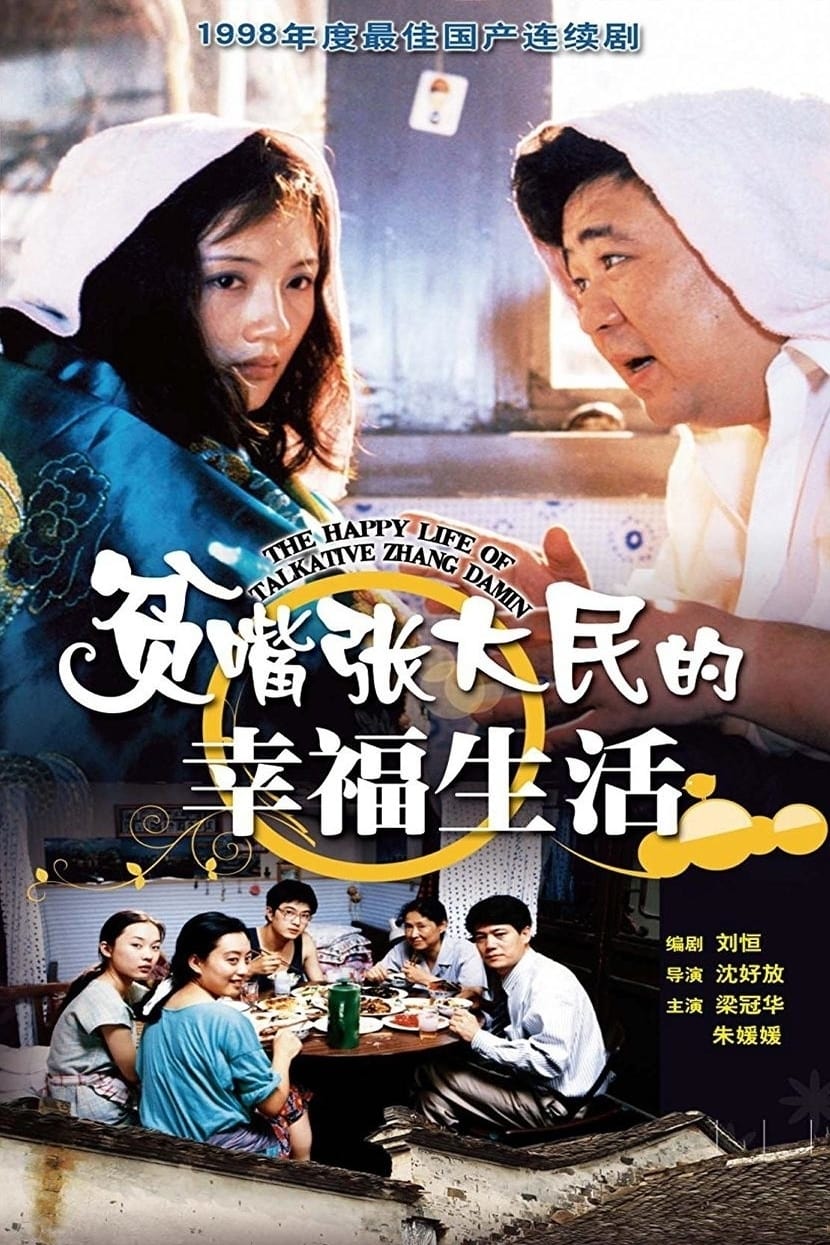 1998年度最佳国产连续剧
THE HAPPY LIFE OF
TALKATIVE ZHANG DAMIN
贫嘴张大民的
幸福生活
编剧 刘恒
导演 沈好放
主演 梁冠华
朱媛媛